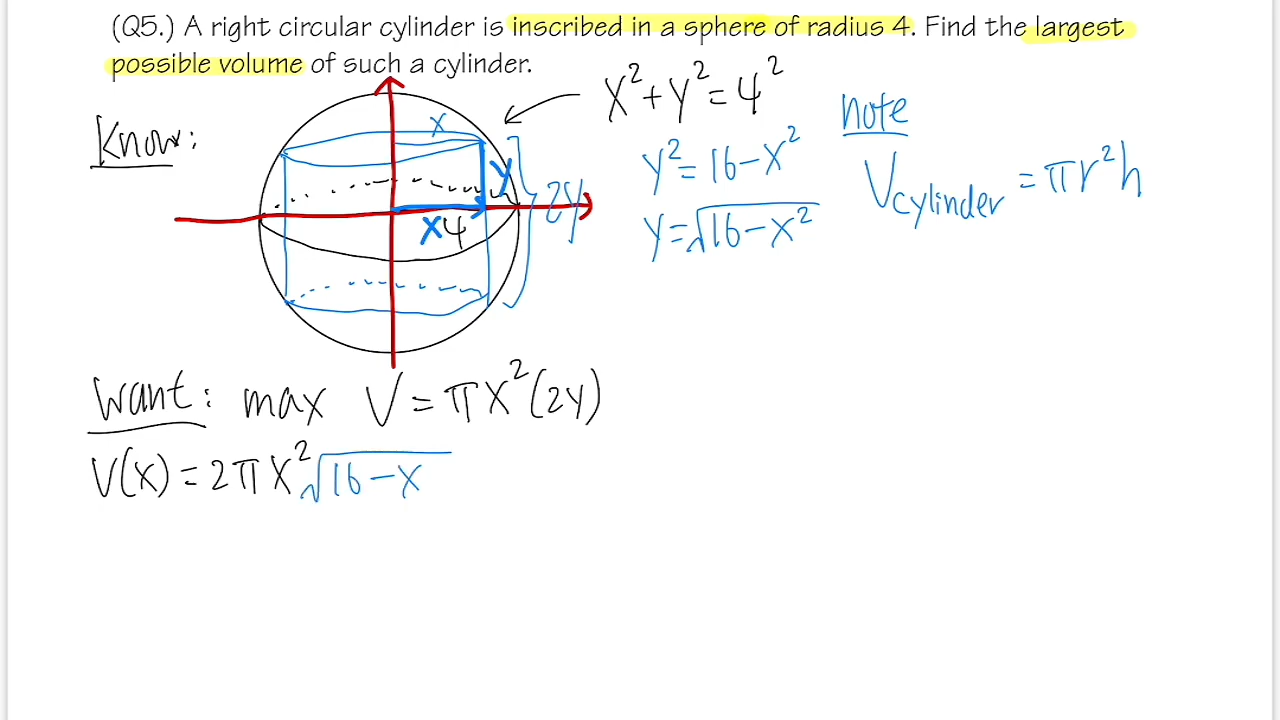 (Q5.) A right circular cylinder is inscribed in a sphere of radius 4. Find the largest
possible volume of such a cylinder.
Know:
x
y
2y
x
4
x² + y² = 4²
y² = 16 - x²
y = √16 - x²
note
Vcylinder = πr²h
Want: max V = πx²(2y)
V(x) = 2πx²√16 - x